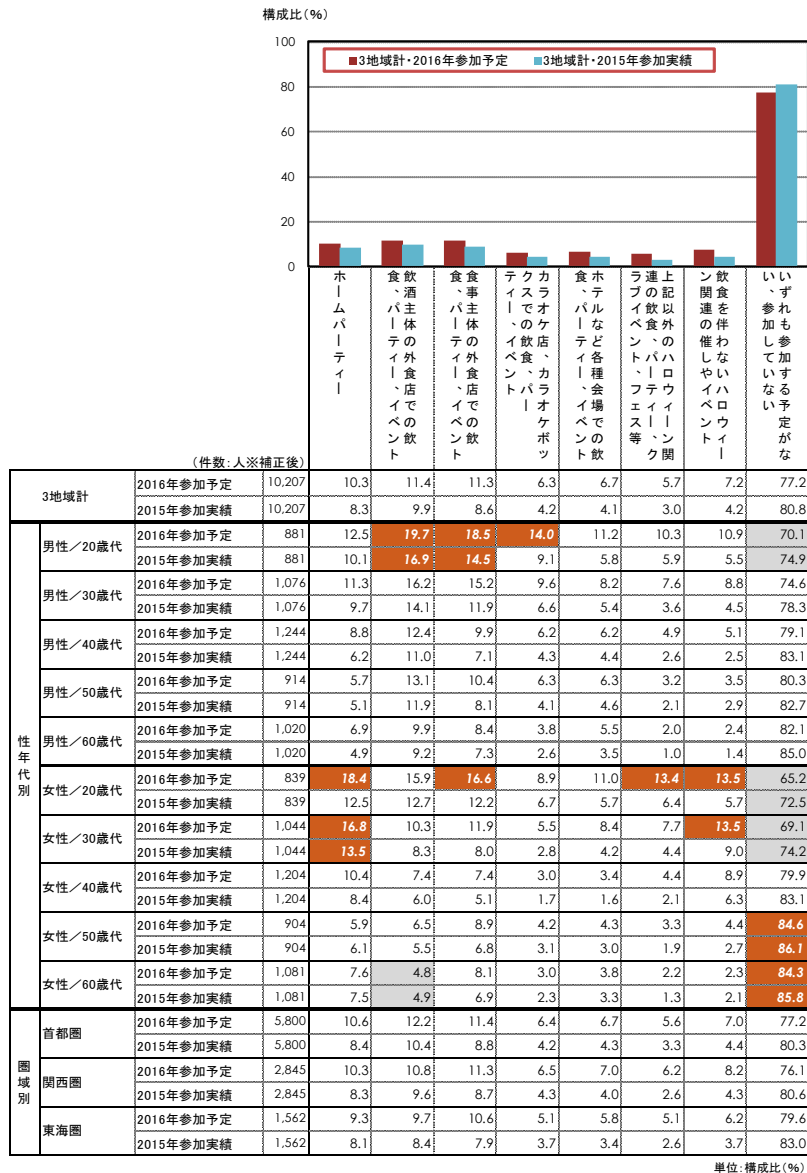 構成比(%)
100
80
60
40
20
0
3地域計・2016年参加予定 3地域計・2015年参加実績
ホームパーティー
飲酒主体の外食店での飲
食、パーティー、イベント
食事主体の外食店での飲
食、パーティー、イベント
カラオケ店、カラオケボッ
クスでの飲食、パー
ティー、イベント
ホテルなど各種会場での飲
食、パーティー、イベント
上記以外のハロウィーン関
連の飲食、パーティー、ク
ラブイベント、フェス等
飲食を伴わないハロウィー
ン関連の催しやイベント
いずれも参加する予定がな
い、参加していない
(件数:人※補正後)
3地域計
2016年参加予定 10,207 10.3 11.4 11.3 6.3 6.7 5.7 7.2 77.2
2015年参加実績 10,207 8.3 9.9 8.6 4.2 4.1 3.0 4.2 80.8
性年代別
男性/20歳代
2016年参加予定 881 12.5 19.7 18.5 14.0 11.2 10.3 10.9 70.1
2015年参加実績 881 10.1 16.9 14.5 9.1 5.8 5.9 5.5 74.9
男性/30歳代
2016年参加予定 1,076 11.3 16.2 15.2 9.6 8.2 7.6 8.8 74.6
2015年参加実績 1,076 9.7 14.1 11.9 6.6 5.4 3.6 4.5 78.3
男性/40歳代
2016年参加予定 1,244 8.8 12.4 9.9 6.2 6.2 4.9 5.1 79.1
2015年参加実績 1,244 6.2 11.0 7.1 4.3 4.4 2.6 2.5 83.1
男性/50歳代
2016年参加予定 914 5.7 13.1 10.4 6.3 6.3 3.2 3.5 80.3
2015年参加実績 914 5.1 11.9 8.1 4.1 4.6 2.1 2.9 82.7
男性/60歳代
2016年参加予定 1,020 6.9 9.9 8.4 3.8 5.5 2.0 2.4 82.1
2015年参加実績 1,020 4.9 9.2 7.3 2.6 3.5 1.0 1.4 85.0
女性/20歳代
2016年参加予定 839 18.4 15.9 16.6 8.9 11.0 13.4 13.5 65.2
2015年参加実績 839 12.5 12.7 12.2 6.7 5.7 6.4 5.7 72.5
女性/30歳代
2016年参加予定 1,044 16.8 10.3 11.9 5.5 8.4 7.7 13.5 69.1
2015年参加実績 1,044 13.5 8.3 8.0 2.8 4.2 4.4 9.0 74.2
女性/40歳代
2016年参加予定 1,204 10.4 7.4 7.4 3.0 3.4 4.4 8.9 79.9
2015年参加実績 1,204 8.4 6.0 5.1 1.7 1.6 2.1 6.3 83.1
女性/50歳代
2016年参加予定 904 5.9 6.5 8.9 4.2 4.3 3.3 4.4 84.6
2015年参加実績 904 6.1 5.5 6.8 3.1 3.0 1.9 2.7 86.1
女性/60歳代
2016年参加予定 1,081 7.6 4.8 8.1 3.0 3.8 2.2 2.3 84.3
2015年参加実績 1,081 7.5 4.9 6.9 2.3 3.3 1.3 2.1 85.8
圏域別
首都圏
2016年参加予定 5,800 10.6 12.2 11.4 6.4 6.7 5.6 7.0 77.2
2015年参加実績 5,800 8.4 10.4 8.8 4.2 4.3 3.3 4.4 80.3
関西圏
2016年参加予定 2,845 10.3 10.8 11.3 6.5 7.0 6.2 8.2 76.1
2015年参加実績 2,845 8.3 9.6 8.7 4.3 4.0 2.6 4.3 80.6
東海圏
2016年参加予定 1,562 9.3 9.7 10.6 5.1 5.8 5.1 6.2 79.6
2015年参加実績 1,562 8.1 8.4 7.9 3.7 3.4 2.6 3.7 83.0
単位:構成比(%)